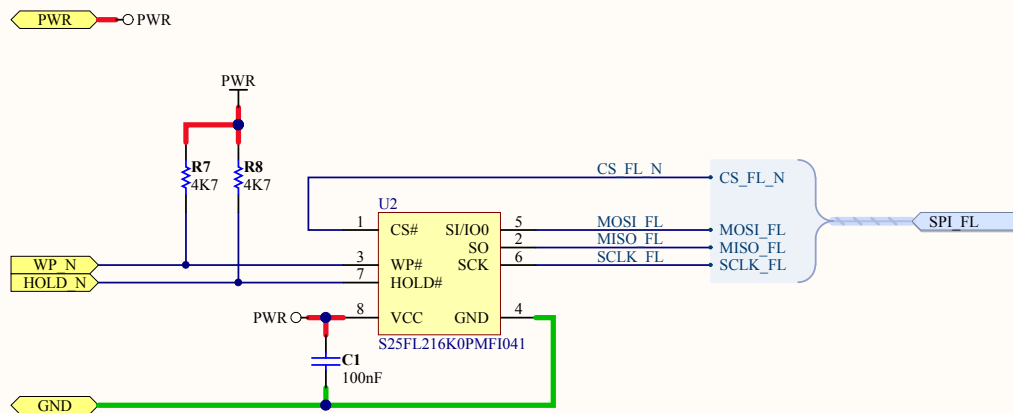 PWR
PWR
PWR
R7
4K7
R8
4K7
CS_FL_N
CS_FL_N
U2
1
CS#
SI/IO0
5
MOSI_FL
MOSI_FL
SPI_FL
SO
2
MISO_FL
MISO_FL
WP_N
3
WP#
SCK
6
SCLK_FL
SCLK_FL
HOLD_N
7
HOLD#
PWR
8
VCC
GND
4
S25FL216K0PMFI041
C1
100nF
GND